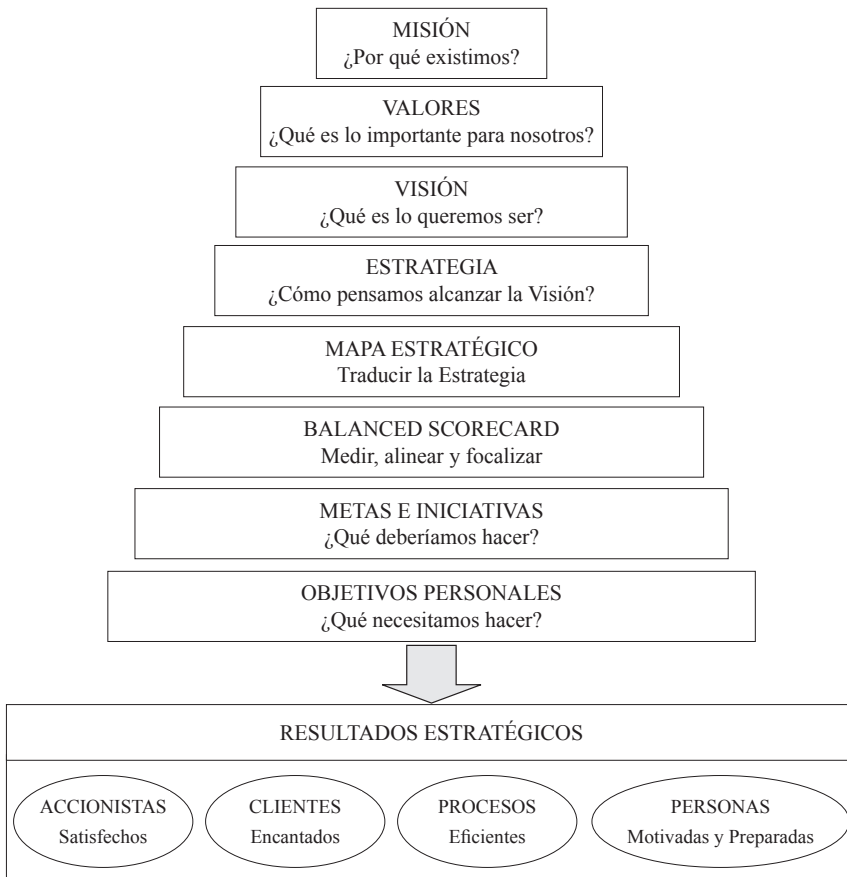 MISIÓN
¿Por qué existimos?
VALORES
¿Qué es lo importante para nosotros?
VISIÓN
¿Qué es lo queremos ser?
ESTRATEGIA
¿Cómo pensamos alcanzar la Visión?
MAPA ESTRATÉGICO
Traducir la Estrategia
BALANCED SCORECARD
Medir, alinear y focalizar
METAS E INICIATIVAS
¿Qué deberíamos hacer?
OBJETIVOS PERSONALES
¿Qué necesitamos hacer?
RESULTADOS ESTRATÉGICOS
ACCIONISTAS
Satisfechos
CLIENTES
Encantados
PROCESOS
Eficientes
PERSONAS
Motivadas y Preparadas